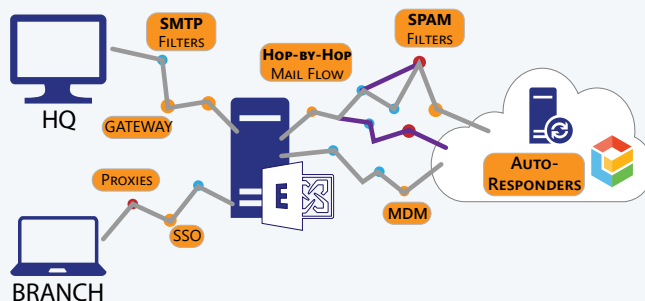 SMTP
FILTERS
HOP-BY-HOP
MAIL FLOW
SPAM
FILTERS
HQ
GATEWAY
PROXIES
SSO
E
MDM
AUTO-
RESPONDERS
BRANCH